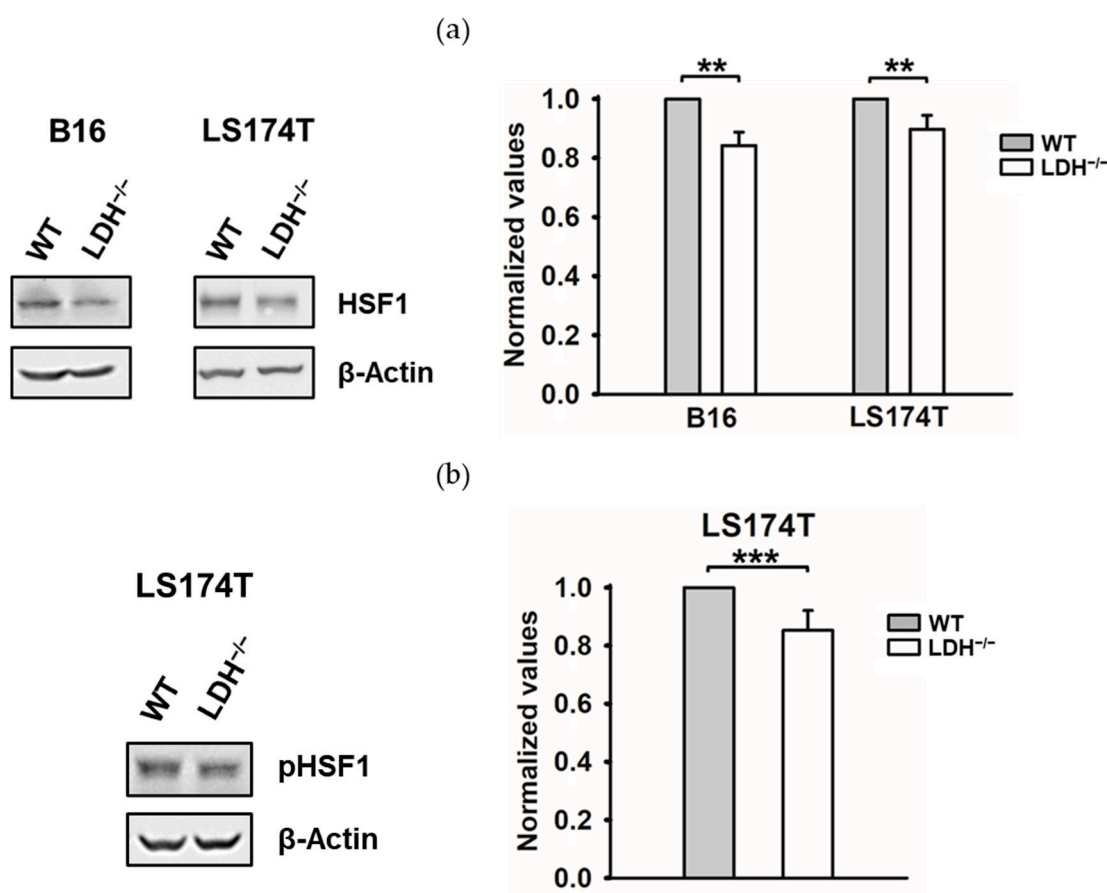 (a)
B16 LS174T
WT LDH⁻/⁻ WT LDH⁻/⁻
HSF1
β-Actin
** **
Normalized values
1.0
0.8
0.6
0.4
0.2
0.0
B16 LS174T
WT
LDH⁻/⁻
(b)
LS174T
WT LDH⁻/⁻
pHSF1
β-Actin
LS174T
***
Normalized values
1.0
0.8
0.6
0.4
0.2
0.0
WT
LDH⁻/⁻